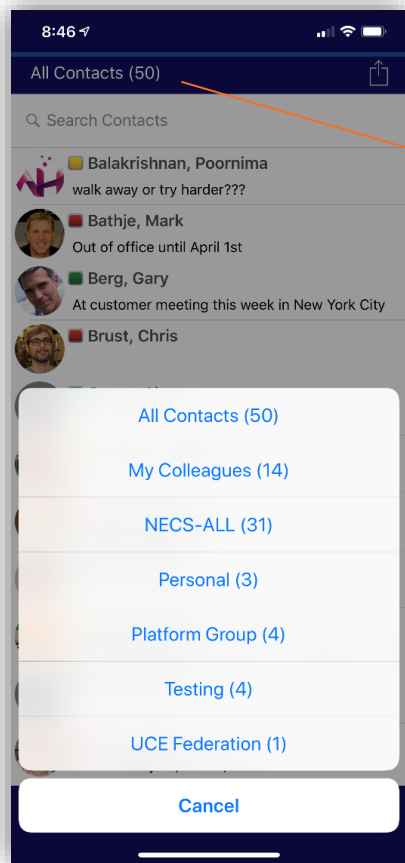 8:46
All Contacts (50)
Search Contacts
Balakrishnan, Poornima
walk away or try harder???
Bathje, Mark
Out of office until April 1st
Berg, Gary
At customer meeting this week in New York City
Brust, Chris
All Contacts (50)
My Colleagues (14)
NECS-ALL (31)
Personal (3)
Platform Group (4)
Testing (4)
UCE Federation (1)
Cancel